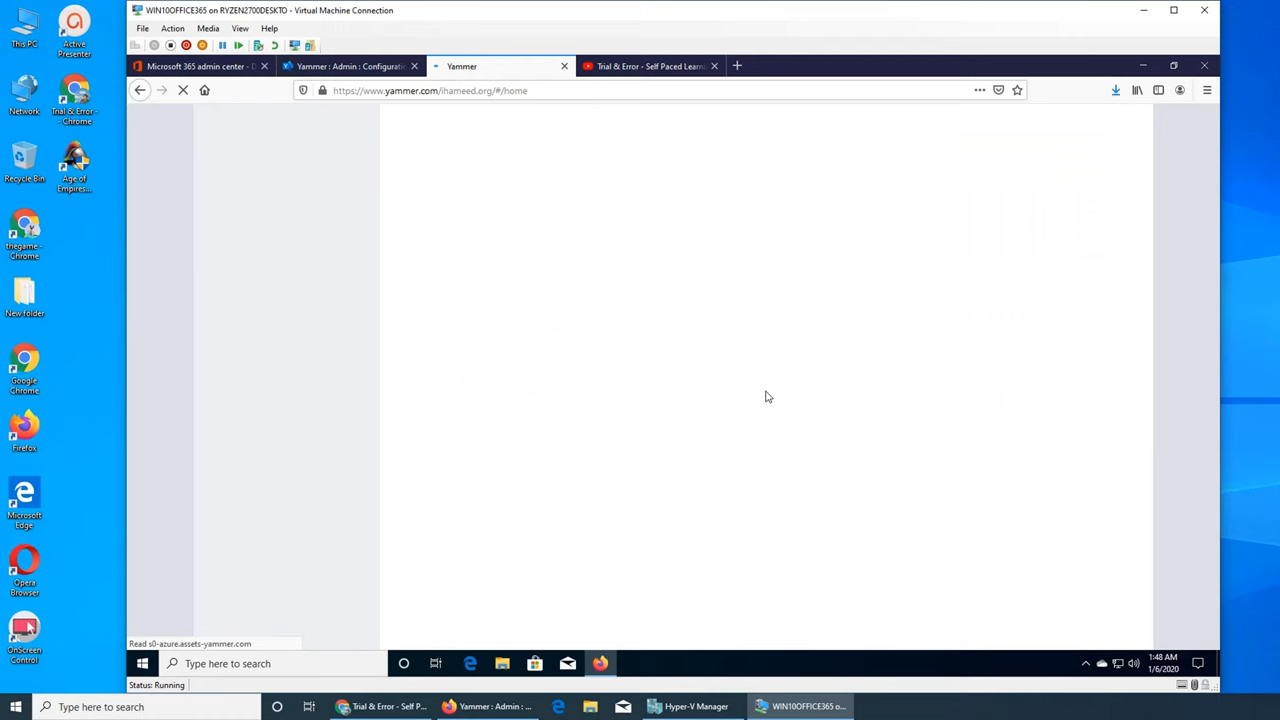 This PC
Active
Presenter
Network
Trial & Error -
- Chrome
Recycle Bin
Age of
Empires...
thegame -
Chrome
New folder
Google
Chrome
Firefox
Microsoft
Edge
Opera
Browser
OnScreen
Control
WIN10OFFICE365 on RYZEN2700DESKTO - Virtual Machine Connection
File Action Media View Help
Microsoft 365 admin center - D
Yammer : Admin : Configuratio
Yammer
Trial & Error - Self Paced Learn
https://www.yammer.com/ihameed.org/#/home
Read s0-azure.assets-yammer.com
Type here to search
1:48 AM
1/6/2020
Status: Running
Type here to search
Trial & Error - Self P...
Yammer : Admin : ...
Hyper-V Manager
WIN10OFFICE365 o...